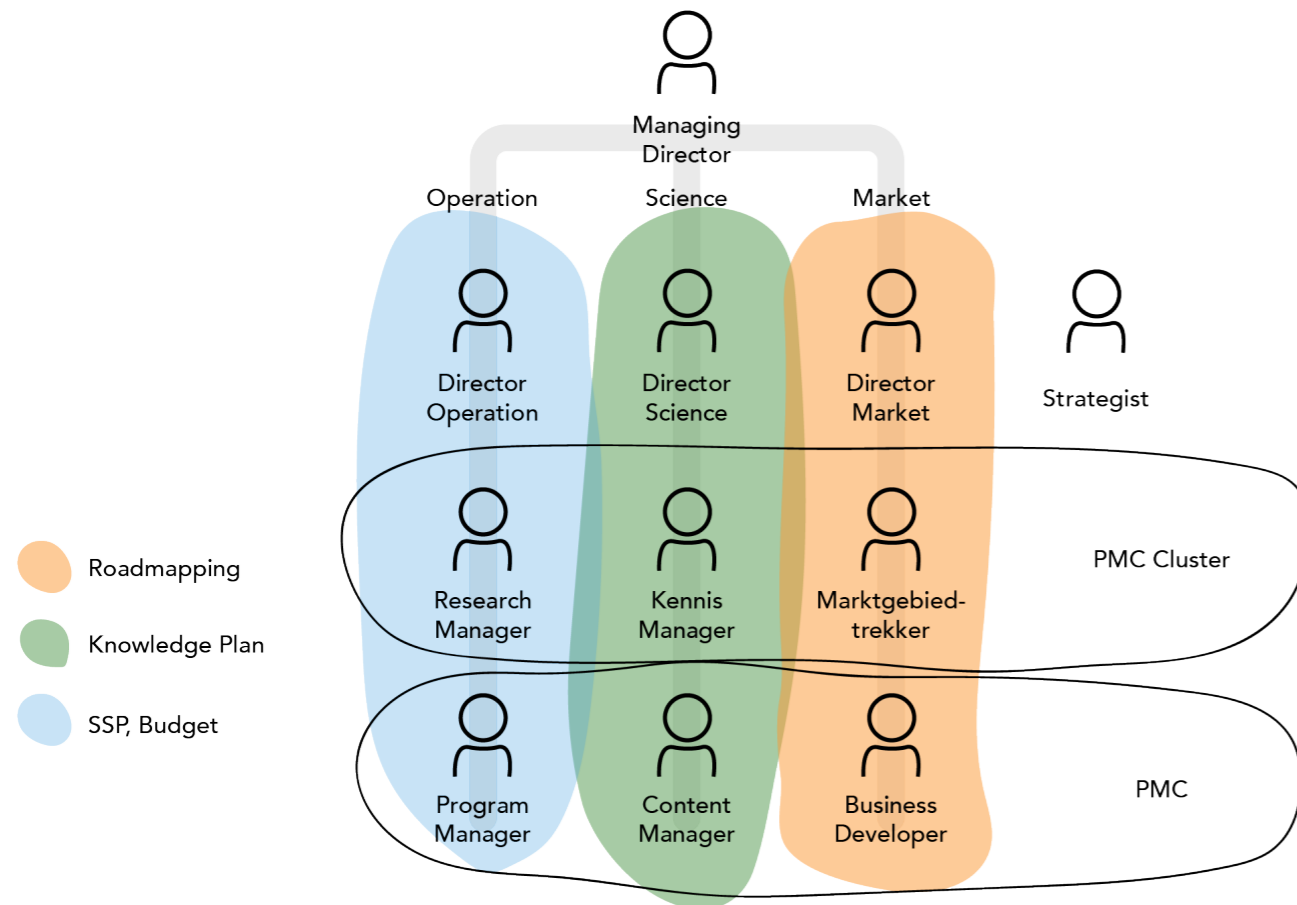 Managing
Director
Operation
Science
Market
Director
Operation
Director
Science
Director
Market
Strategist
Research
Manager
Kennis
Manager
Marktgebied-
trekker
PMC Cluster
Roadmapping
Knowledge Plan
SSP, Budget
Program
Manager
Content
Manager
Business
Developer
PMC